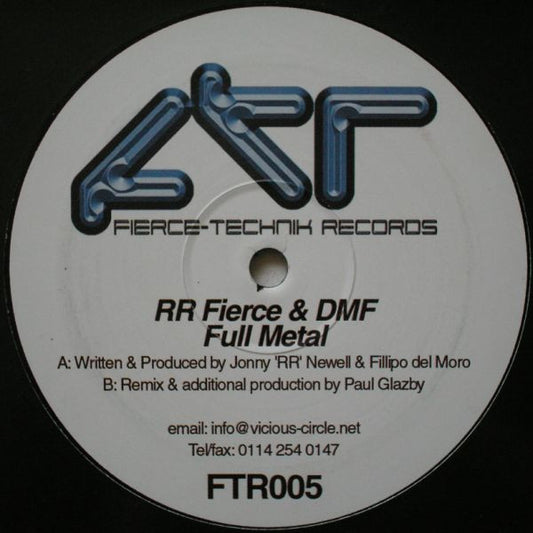 FTR
FIERCE-TECHNIK RECORDS
RR Fierce & DMF
Full Metal
A: Written & Produced by Jonny 'RR' Newell & Fillipo del Moro
B: Remix & additional production by Paul Glazby
email: info@vicious-circle.net
Tel/fax: 0114 254 0147
FTR005